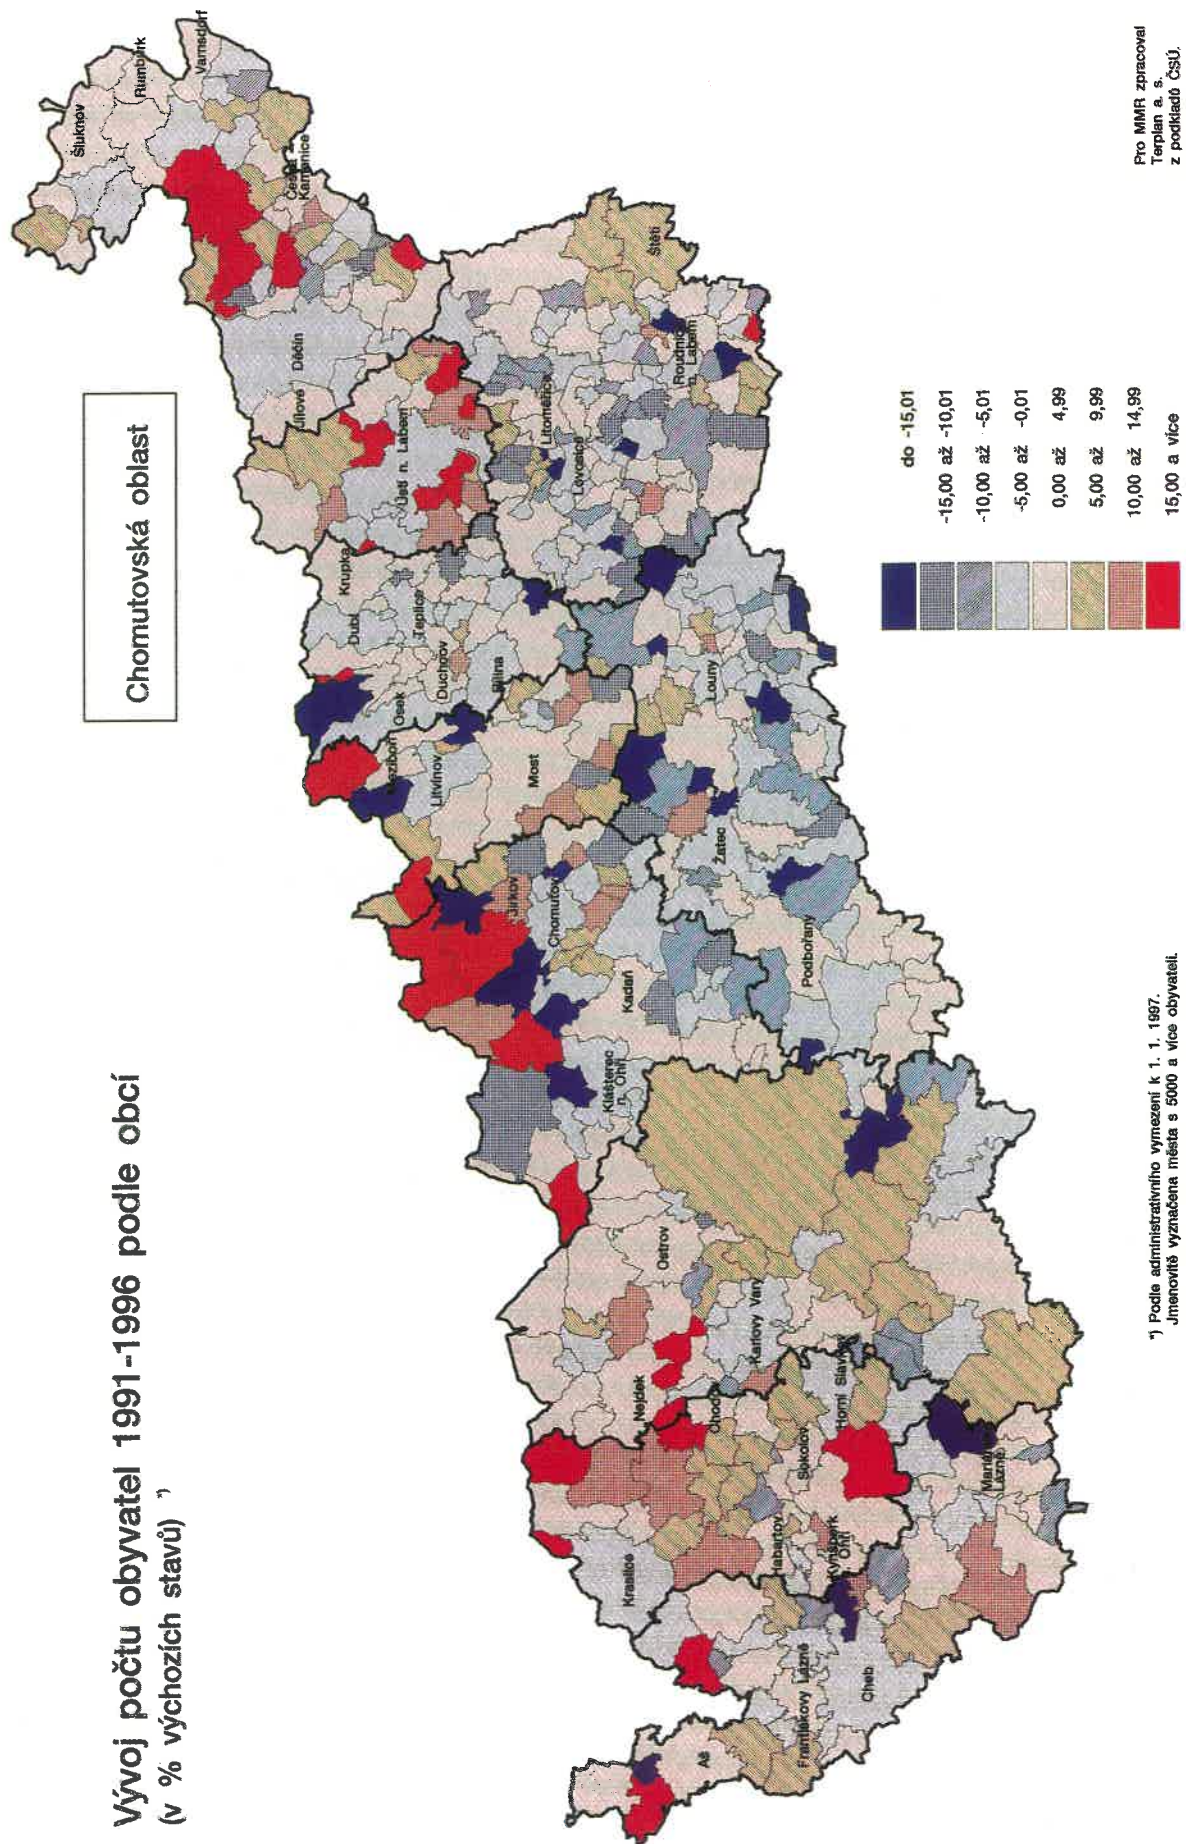 Vývoj počtu obyvatel 1991-1996 podle obcí
(v % výchozích stavů) *)
Chomutovská oblast
Šluknov
Rumburk
Varnsdorf
Česká
Kamenice
Děčín
Jílové
Ústí n. Labem
Štětí
Roudnice
n. Labem
Litoměřice
Lovosice
Krupka
Dubí
Teplice
Duchcov
Osek
Bílina
Meziboří
Litvínov
Most
Louny
Žatec
Podbořany
Jirkov
Chomutov
Kadaň
Klášterec
n. Ohří
Ostrov
Karlovy Vary
Nejdek
Chodov
Horní Slavkov
Sokolov
Habartov
Kynšperk
n. Ohří
Kraslice
Mariánské
Lázně
Františkovy Lázně
Cheb
Aš
do -15,01
-15,00 až -10,01
-10,00 až -5,01
-5,00 až -0,01
0,00 až 4,99
5,00 až 9,99
10,00 až 14,99
15,00 a více
*) Podle administrativního vymezení k 1. 1. 1997.
Jmenovitě vyznačena města s 5000 a více obyvateli.
Pro MMR zpracoval
Terplan a. s.
z podkladů ČSÚ.